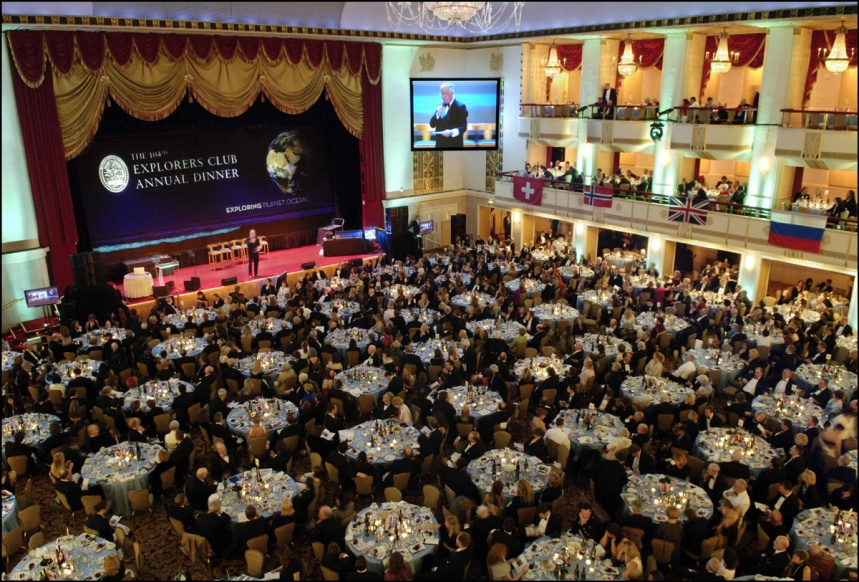 THE 104TH
EXPLORERS CLUB
ANNUAL DINNER
EXPLORING PLANET OCEAN